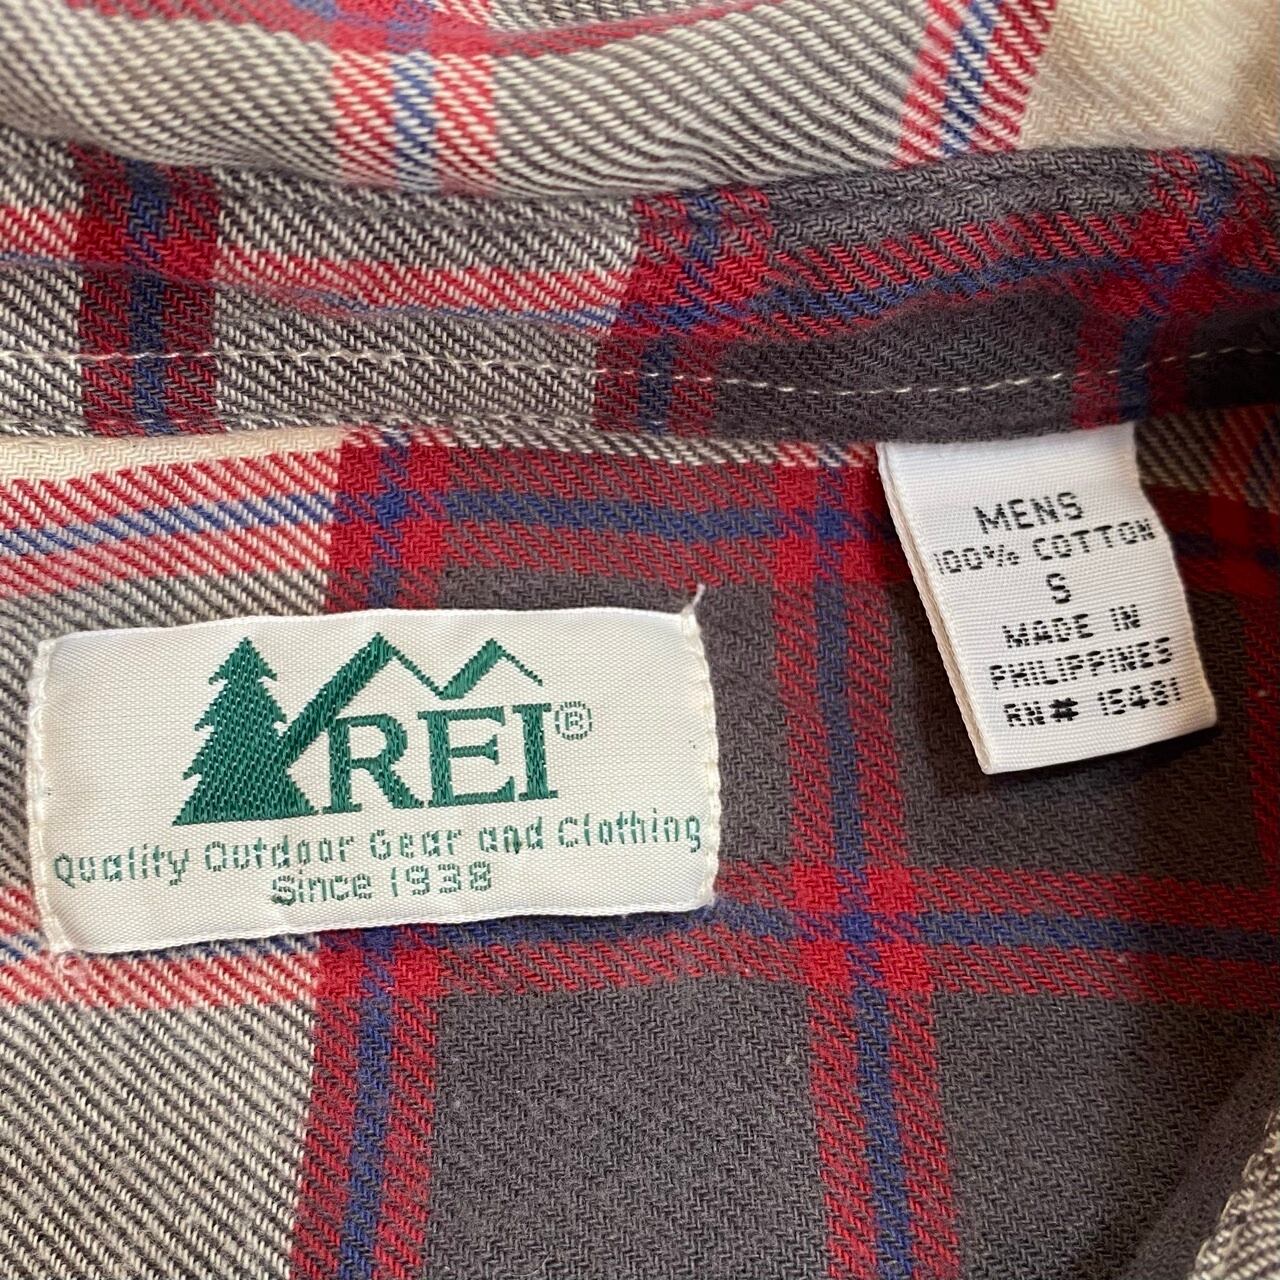 REI®
Quality Outdoor Gear and Clothing
Since 1938
MENS
100% COTTON
S
MADE IN
PHILIPPINES
RN# 15481